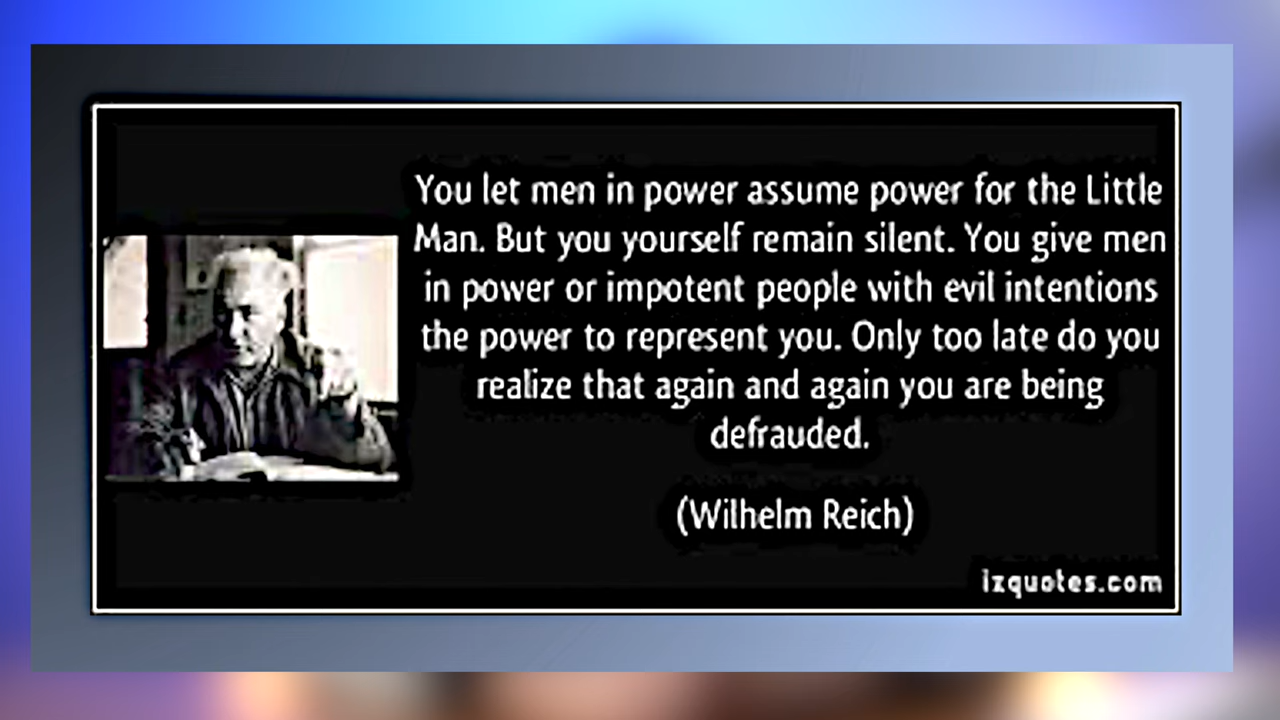 You let men in power assume power for the Little
Man. But you yourself remain silent. You give men
in power or impotent people with evil intentions
the power to represent you. Only too late do you
realize that again and again you are being
defrauded.
(Wilhelm Reich)
izquotes.com